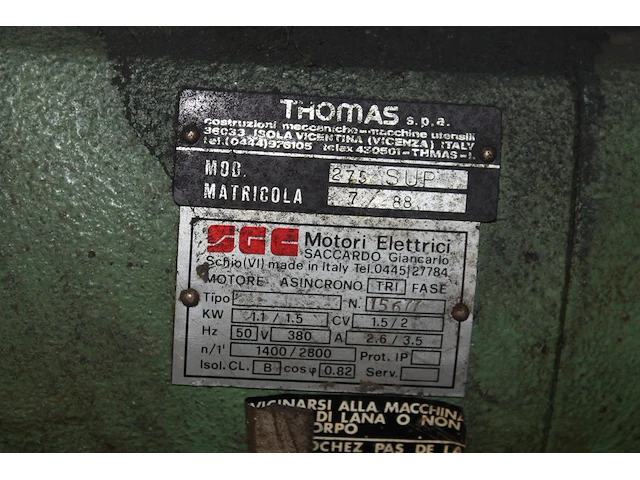 THOMAS s.p.a.
costruzioni meccaniche-macchine utensili
36033 ISOLA VICENTINA (VICENZA) ITALY
tel.(0444)976105 telex 430501-THMAS-I.
MOD. 275 SUP
MATRICOLA 7/88
SGE Motori Elettrici
SACCARDO Giancarlo
Schio(VI) made in Italy Tel.0445|27784
MOTORE ASINCRONO TRI FASE
Tipo N.
KW 1.1/1.5 CV 1.5/2
Hz 50 V 380 A 2.6/3.5
n/1' 1400/2800 Prot.IP
Isol.CL. B cosφ 0.82 Serv.
VICINARSI ALLA MACCHINA
DI LANA O NON
ORPO
OCHEZ PAS DE LA